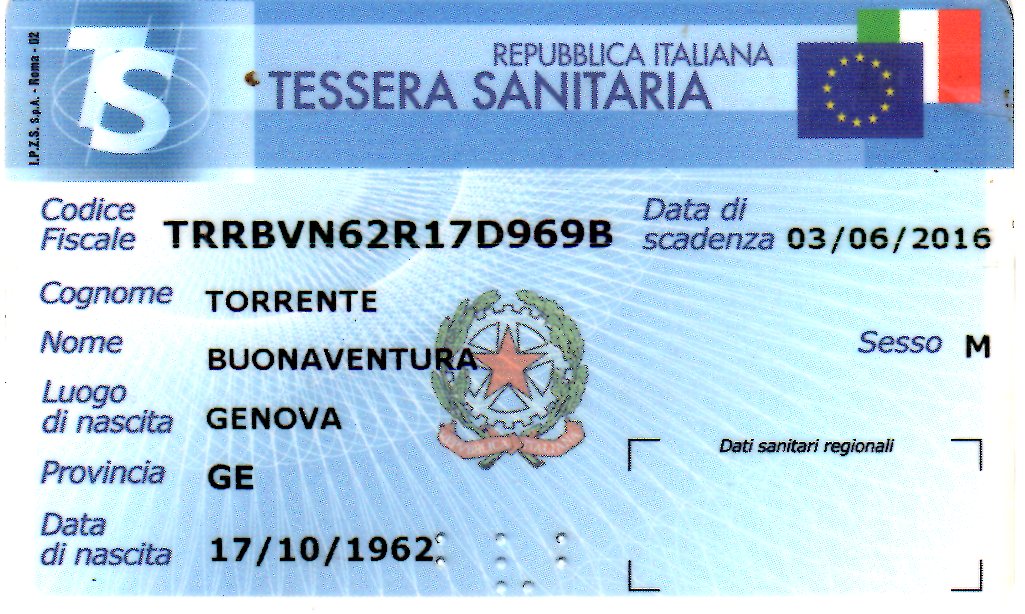 I.P.Z.S. S.p.A. - Roma - 02
TS
REPUBBLICA ITALIANA
TESSERA SANITARIA
Codice Fiscale TRRBVN62R17D969B
Data di scadenza 03/06/2016
Cognome TORRENTE
Nome BUONAVENTURA
Sesso M
Luogo di nascita GENOVA
Dati sanitari regionali
Provincia GE
Data di nascita 17/10/1962